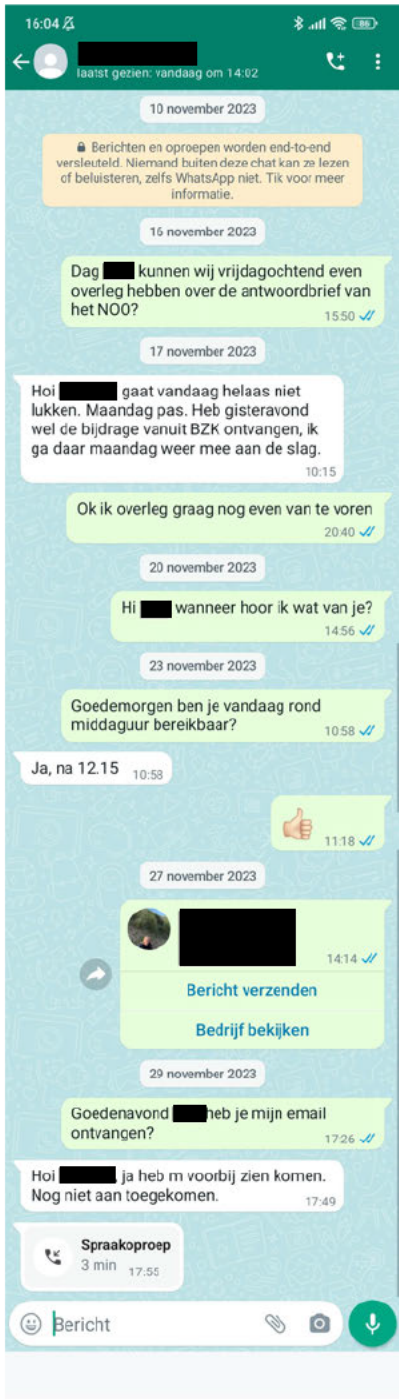 16:04
86
laatst gezien: vandaag om 14:02
10 november 2023
Berichten en oproepen worden end-to-end
versleuteld. Niemand buiten deze chat kan ze lezen
of beluisteren, zelfs WhatsApp niet. Tik voor meer
informatie.
16 november 2023
Dag kunnen wij vrijdagochtend even
overleg hebben over de antwoordbrief van
het NOO?
15:50
17 november 2023
Hoi gaat vandaag helaas niet
lukken. Maandag pas. Heb gisteravond
wel de bijdrage vanuit BZK ontvangen, ik
ga daar maandag weer mee aan de slag.
10:15
Ok ik overleg graag nog even van te voren
20:40
20 november 2023
Hi wanneer hoor ik wat van je?
14:56
23 november 2023
Goedemorgen ben je vandaag rond
middaguur bereikbaar?
10:58
Ja, na 12.15
10:58
11:18
27 november 2023
14:14
Bericht verzenden
Bedrijf bekijken
29 november 2023
Goedenavond heb je mijn email
ontvangen?
17:26
Hoi , ja heb m voorbij zien komen.
Nog niet aan toegekomen.
17:49
Spraakoproep
3 min 17:55
Bericht